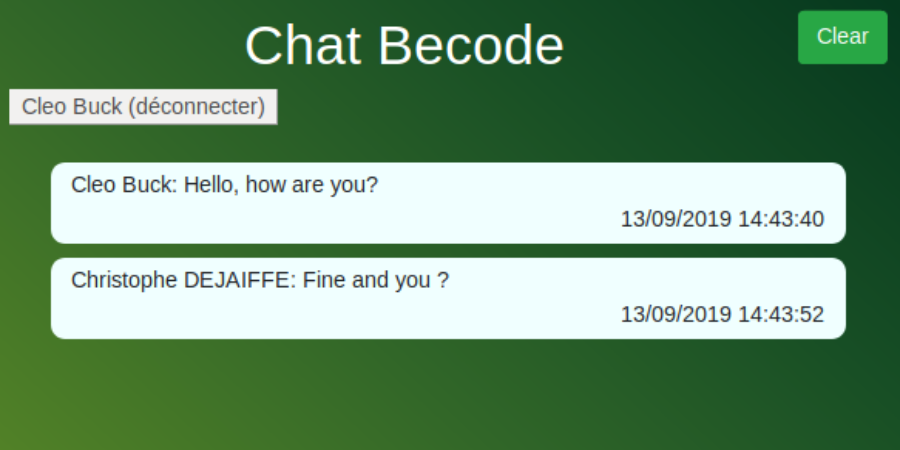 Chat Becode
Clear
Cleo Buck (déconnecter)
Cleo Buck: Hello, how are you?
13/09/2019 14:43:40
Christophe DEJAIFFE: Fine and you ?
13/09/2019 14:43:52